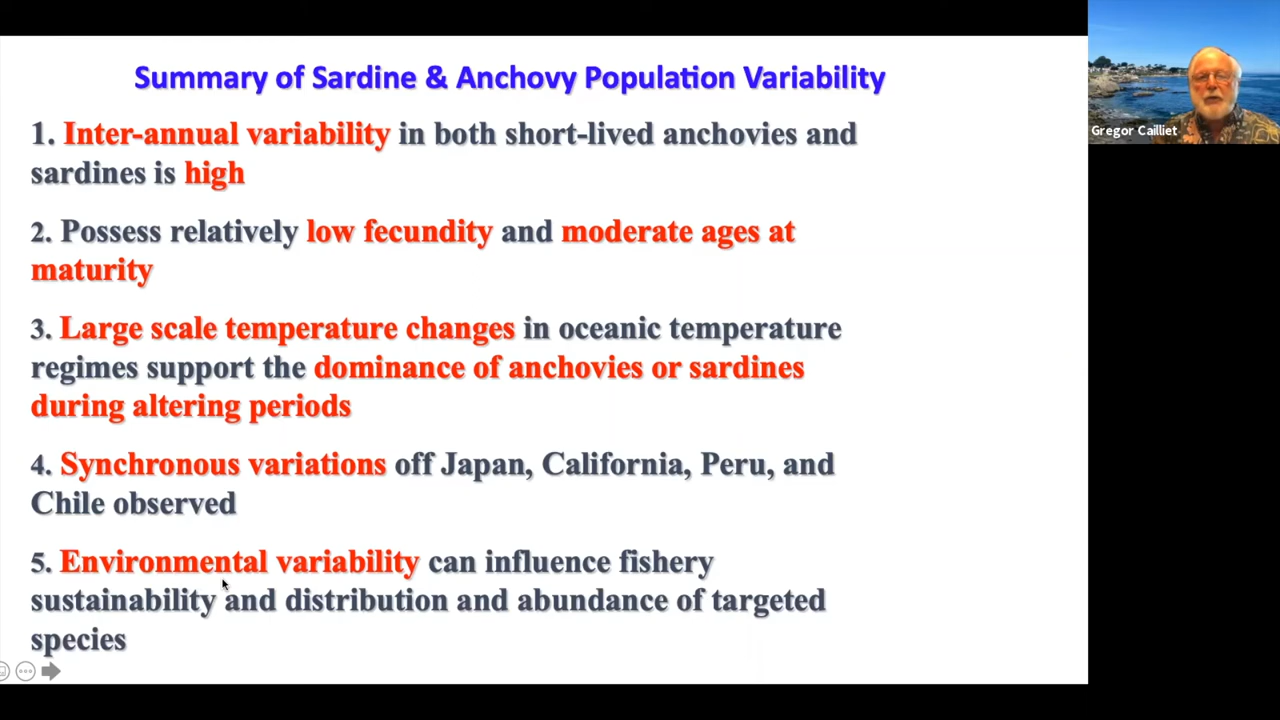 Summary of Sardine & Anchovy Population Variability
1. Inter-annual variability in both short-lived anchovies and
sardines is high
2. Possess relatively low fecundity and moderate ages at
maturity
3. Large scale temperature changes in oceanic temperature
regimes support the dominance of anchovies or sardines
during altering periods
4. Synchronous variations off Japan, California, Peru, and
Chile observed
5. Environmental variability can influence fishery
sustainability and distribution and abundance of targeted
species
Gregor Cailliet